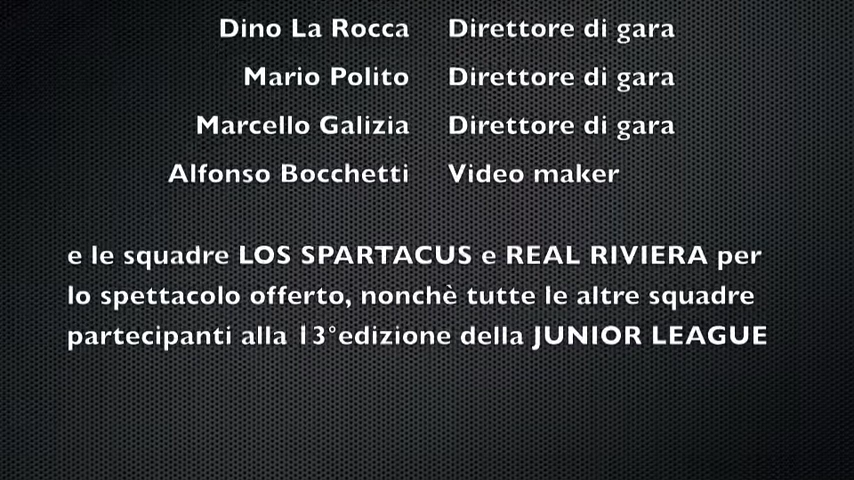 Dino La Rocca Direttore di gara
Mario Polito Direttore di gara
Marcello Galizia Direttore di gara
Alfonso Bocchetti Video maker
e le squadre LOS SPARTACUS e REAL RIVIERA per
lo spettacolo offerto, nonchè tutte le altre squadre
partecipanti alla 13°edizione della JUNIOR LEAGUE